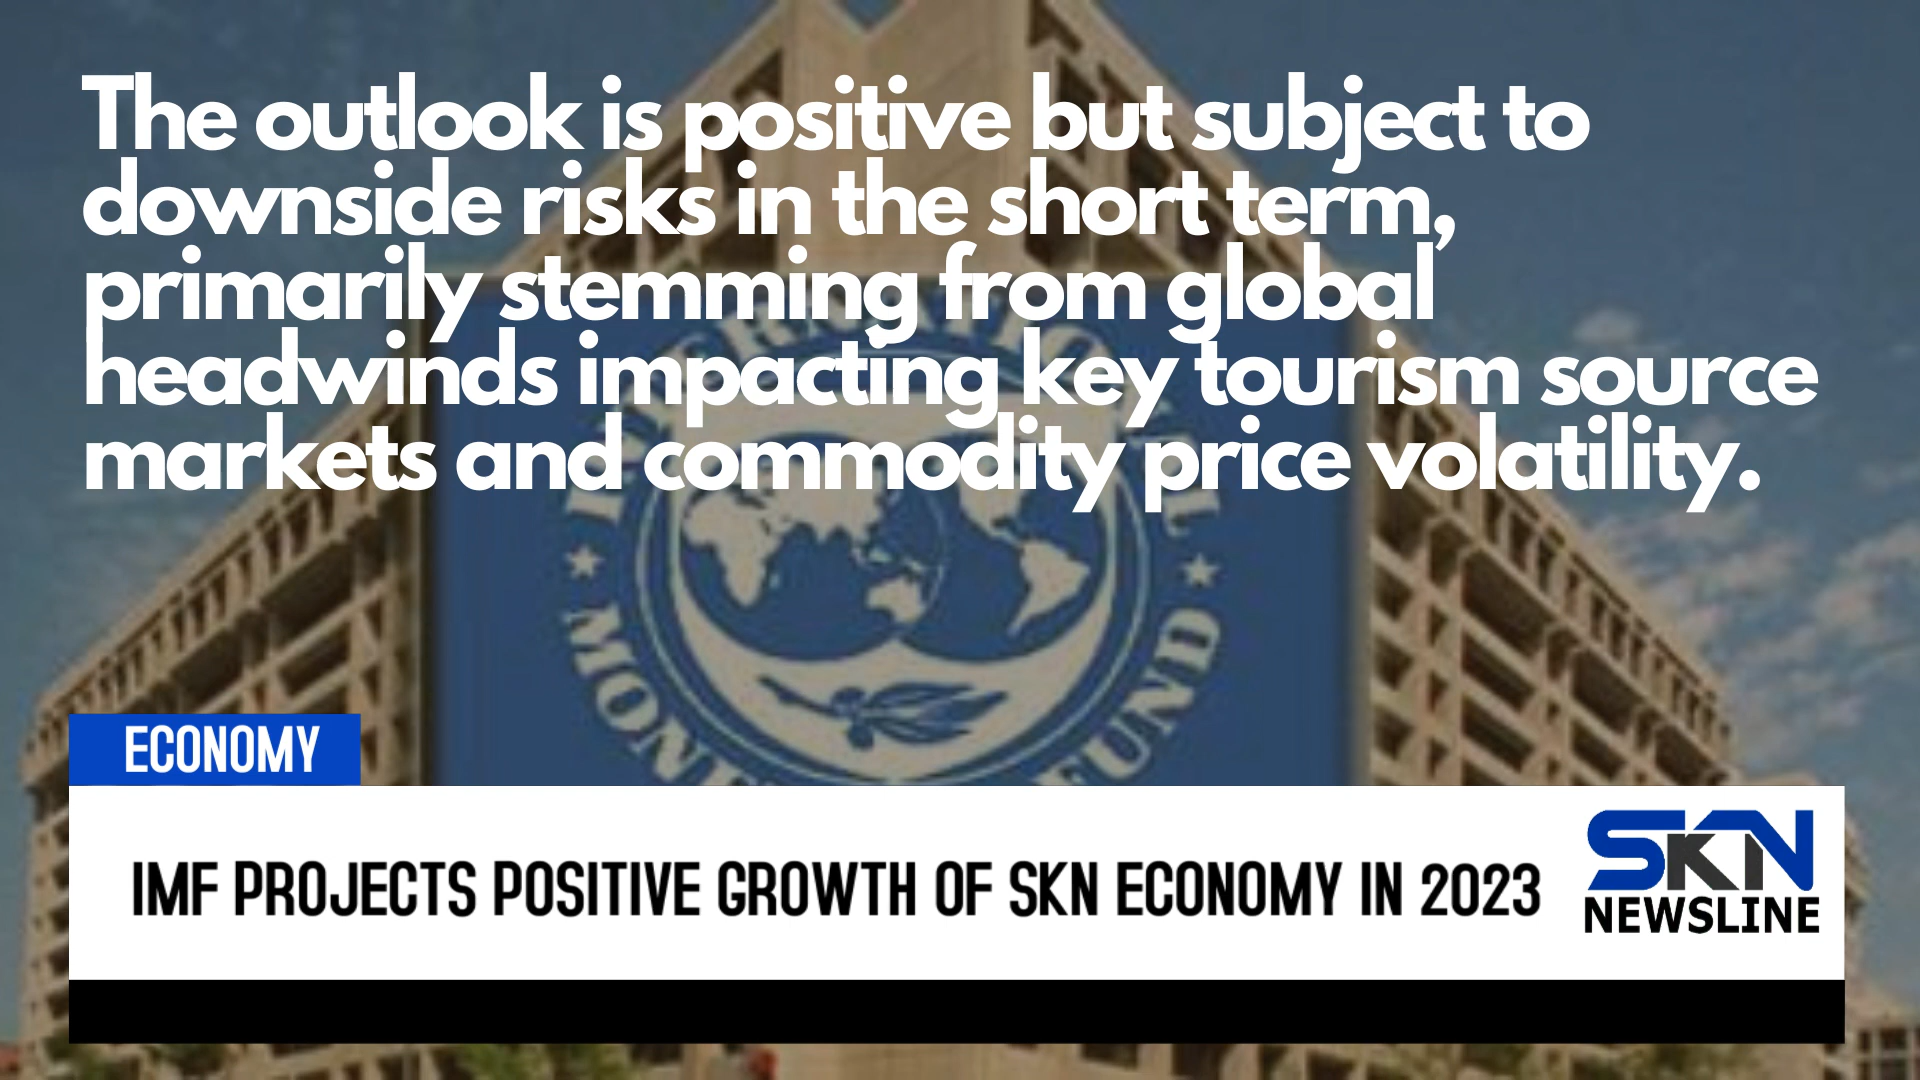 The outlook is positive but subject to
downside risks in the short term,
primarily stemming from global
headwinds impacting key tourism source
markets and commodity price volatility.
MONE FUND
ECONOMY
IMF PROJECTS POSITIVE GROWTH OF SKN ECONOMY IN 2023
SKN
NEWSLINE